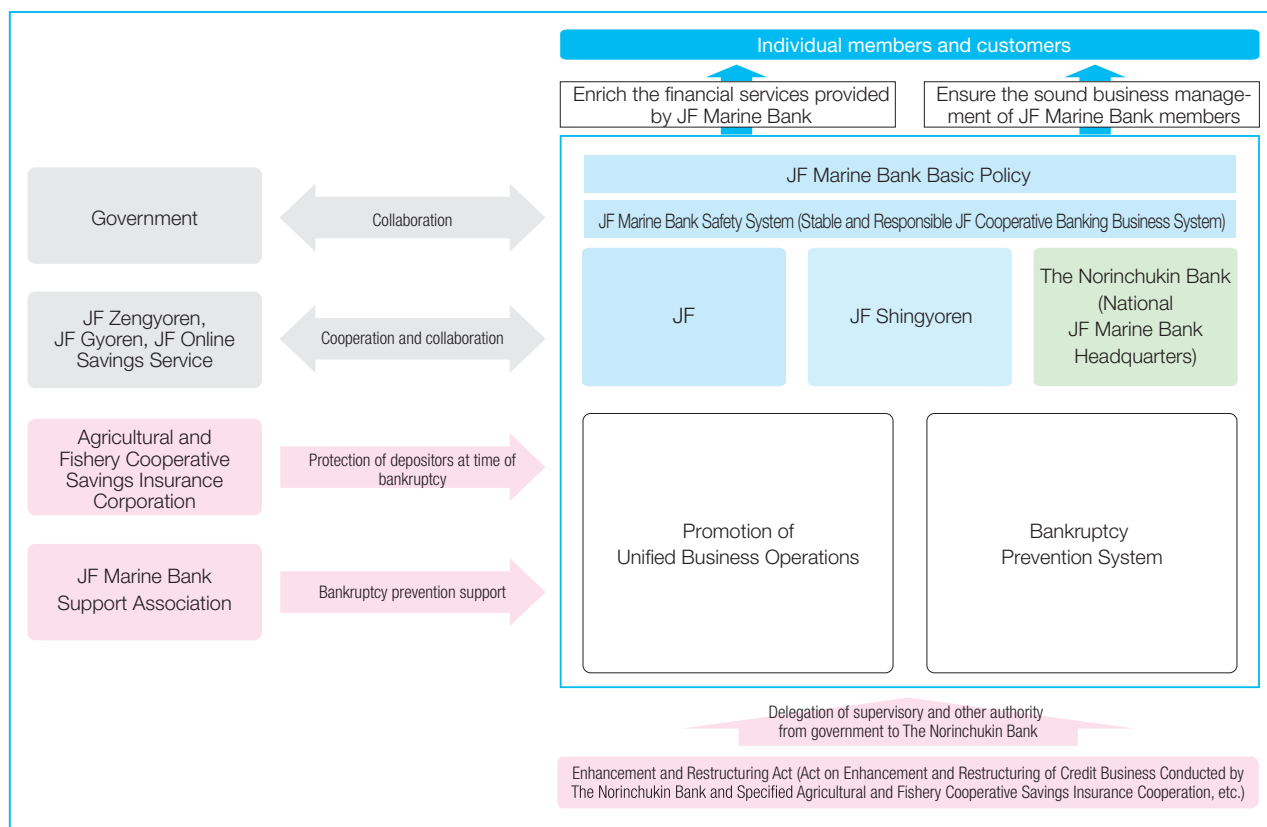 Individual members and customers
Enrich the financial services provided
by JF Marine Bank
Ensure the sound business manage-
ment of JF Marine Bank members
JF Marine Bank Basic Policy
JF Marine Bank Safety System (Stable and Responsible JF Cooperative Banking Business System)
Government
Collaboration
JF Zengyoren,
JF Gyoren, JF Online
Savings Service
Cooperation and collaboration
JF
JF Shingyoren
The Norinchukin Bank
(National
JF Marine Bank
Headquarters)
Agricultural and
Fishery Cooperative
Savings Insurance
Corporation
Protection of depositors at time of
bankruptcy
JF Marine Bank
Support Association
Bankruptcy prevention support
Promotion of
Unified Business Operations
Bankruptcy
Prevention System
Delegation of supervisory and other authority
from government to The Norinchukin Bank
Enhancement and Restructuring Act (Act on Enhancement and Restructuring of Credit Business Conducted by
The Norinchukin Bank and Specified Agricultural and Fishery Cooperative Savings Insurance Cooperation, etc.)